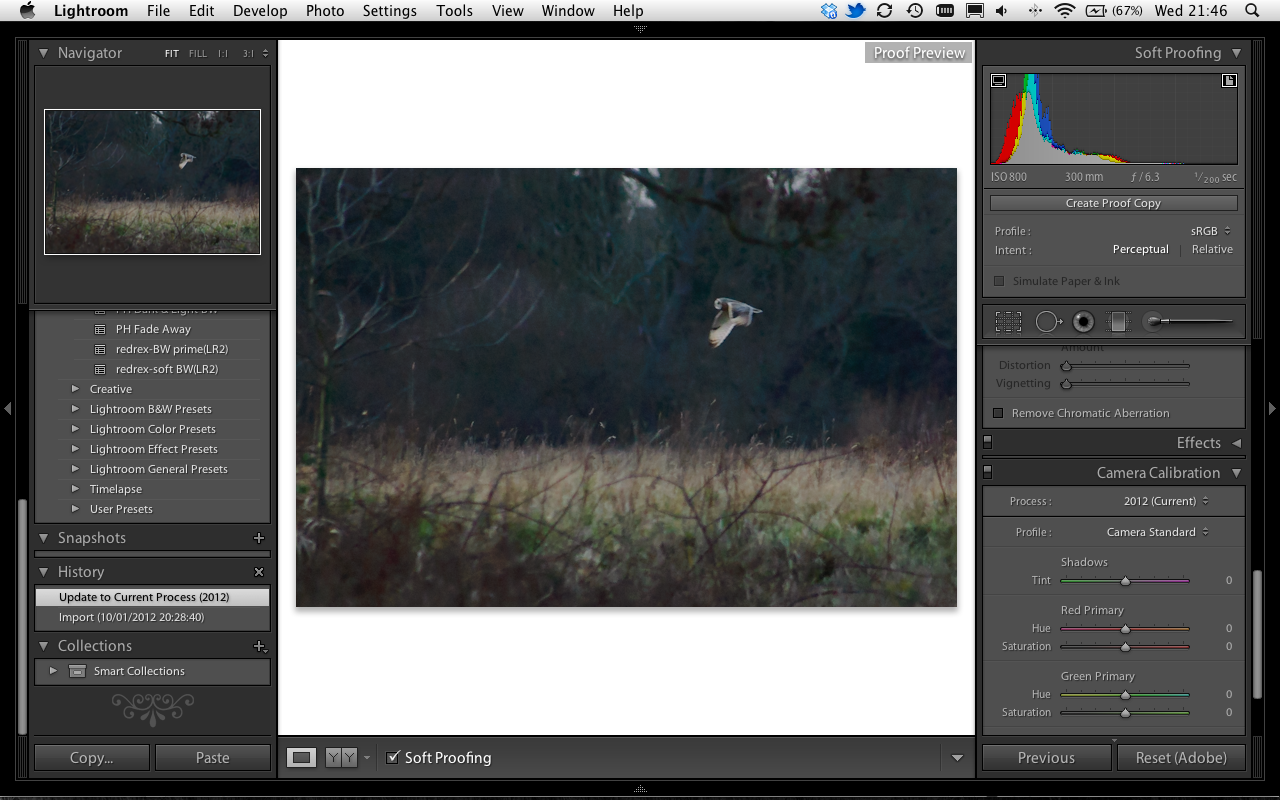 Lightroom File Edit Develop Photo Settings Tools View Window Help (67%) Wed 21:46
Navigator FIT FILL 1:1 3:1
PH Fade Away
redrex-BW prime(LR2)
redrex-soft BW(LR2)
Creative
Lightroom B&W Presets
Lightroom Color Presets
Lightroom Effect Presets
Lightroom General Presets
Timelapse
User Presets
Snapshots
History
Update to Current Process (2012)
Import (10/01/2012 20:28:40)
Collections
Smart Collections
Copy... Paste
Proof Preview
Soft Proofing
Soft Proofing
ISO 800 300 mm ƒ / 6.3 1/200 sec
Create Proof Copy
Profile : sRGB
Intent : Perceptual | Relative
Simulate Paper & Ink
Amount
Distortion
Vignetting
Remove Chromatic Aberration
Effects
Camera Calibration
Process : 2012 (Current)
Profile : Camera Standard
Shadows
Tint 0
Red Primary
Hue 0
Saturation 0
Green Primary
Hue 0
Saturation 0
Previous Reset (Adobe)